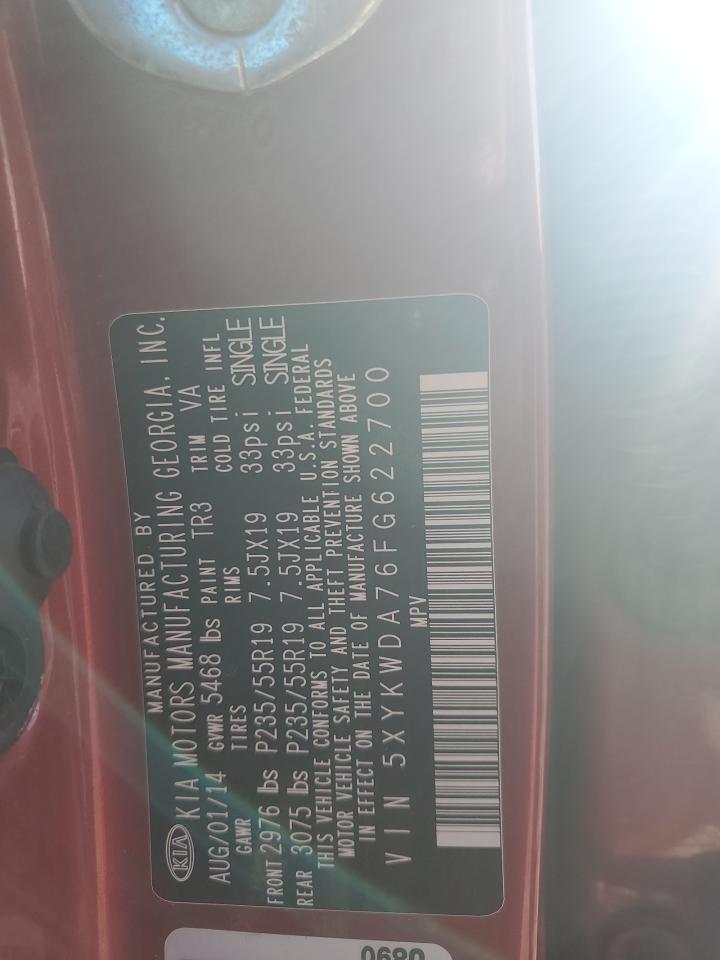 MANUFACTURED BY
KIA KIA MOTORS MANUFACTURING GEORGIA, INC.
AUG/01/14 GVWR 5468 lbs PAINT TR3 TRIM VA
GAWR TIRES RIMS COLD TIRE INFL
FRONT 2976 lbs P235/55R19 7.5JX19 33psi SINGLE
REAR 3075 lbs P235/55R19 7.5JX19 33psi SINGLE
THIS VEHICLE CONFORMS TO ALL APPLICABLE U.S.A. FEDERAL
MOTOR VEHICLE SAFETY AND THEFT PREVENTION STANDARDS
IN EFFECT ON THE DATE OF MANUFACTURE SHOWN ABOVE
VIN 5XYKWDA76FG622700
MPV